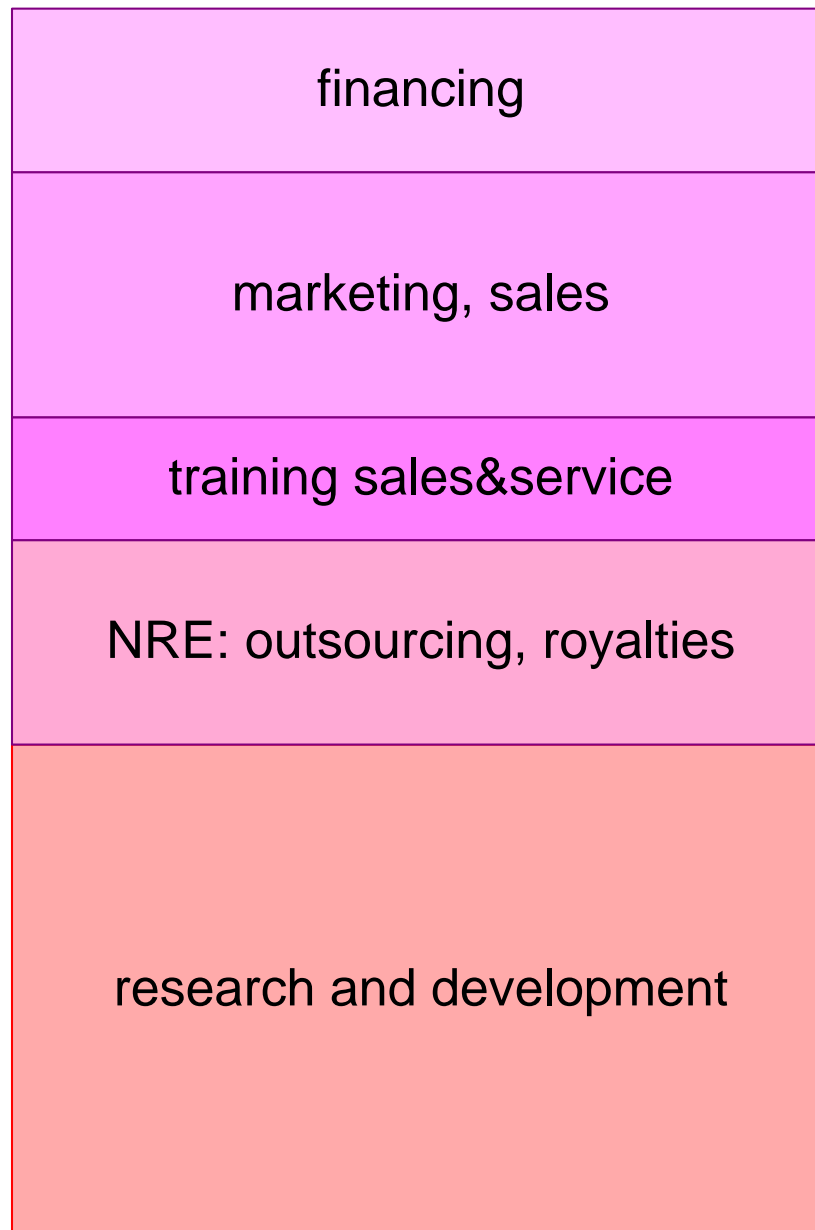 financing
marketing, sales
training sales&service
NRE: outsourcing, royalties
research and development